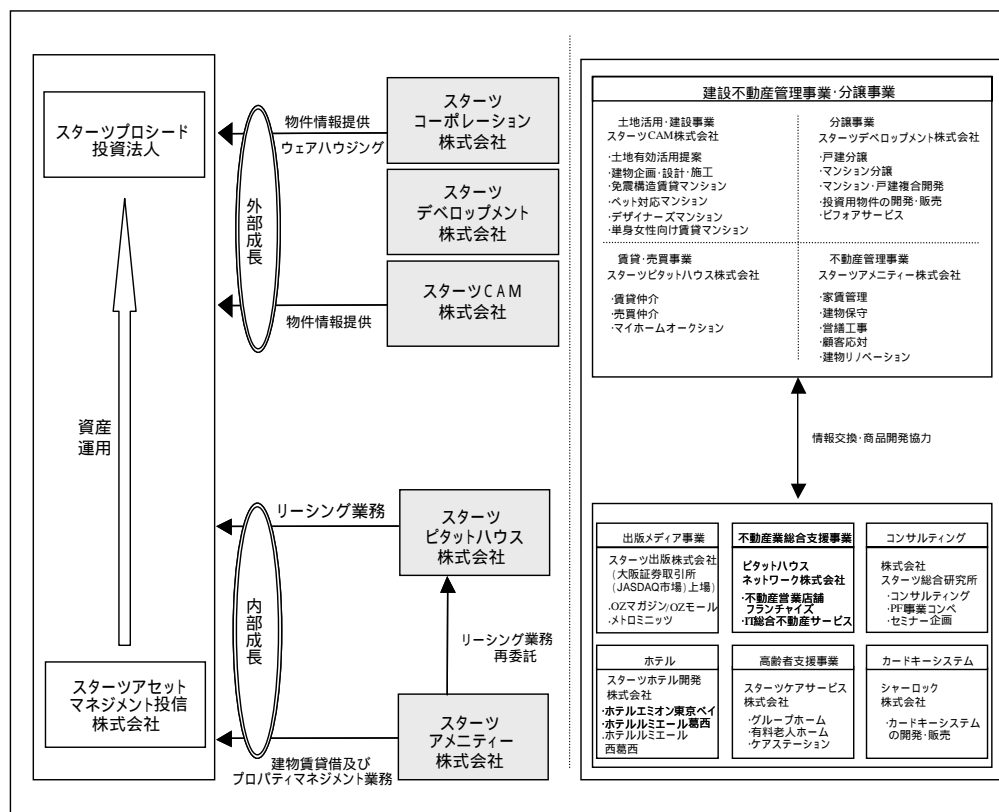 スターツプロシード
投資法人
資産
運用
スターツアセット
マネジメント投信
株式会社
外部成長
物件情報提供
ウェアハウジング
物件情報提供
スターツ
コーポレーション
株式会社
スターツ
デベロップメント
株式会社
スターツCAM
株式会社
内部成長
リーシング業務
スターツ
ピタットハウス
株式会社
リーシング業務
再委託
スターツ
アメニティー
株式会社
建物賃貸借及び
プロパティマネジメント業務
建設不動産管理事業・分譲事業
土地活用・建設事業
スターツCAM株式会社
・土地有効活用提案
・建物企画・設計・施工
・免震構造賃貸マンション
・ペット対応マンション
・デザイナーズマンション
・単身女性向け賃貸マンション
分譲事業
スターツデベロップメント株式会社
・戸建分譲
・マンション分譲
・マンション・戸建複合開発
・投資用物件の開発・販売
・ビフォアサービス
賃貸・売買事業
スターツピタットハウス株式会社
・賃貸仲介
・売買仲介
・マイホームオークション
不動産管理事業
スターツアメニティー株式会社
・家賃管理
・建物保守
・営繕工事
・顧客応対
・建物リノベーション
情報交換・商品開発協力
出版メディア事業
スターツ出版株式会社
(大阪証券取引所
(JASDAQ市場)上場)
・OZマガジン/OZモール
・メトロミニッツ
不動産業総合支援事業
ピタットハウス
ネットワーク株式会社
・不動産営業店舗
フランチャイズ
・IT総合不動産サービス
コンサルティング
株式会社
スターツ総合研究所
・コンサルティング
・PF事業コンペ
・セミナー企画
ホテル
スターツホテル開発
株式会社
・ホテルエミオン東京ベイ
・ホテルルミエール葛西
・ホテルルミエール
西葛西
高齢者支援事業
スターツケアサービス
株式会社
・グループホーム
・有料老人ホーム
・ケアステーション
カードキーシステム
シャーロック
株式会社
・カードキーシステム
の開発・販売